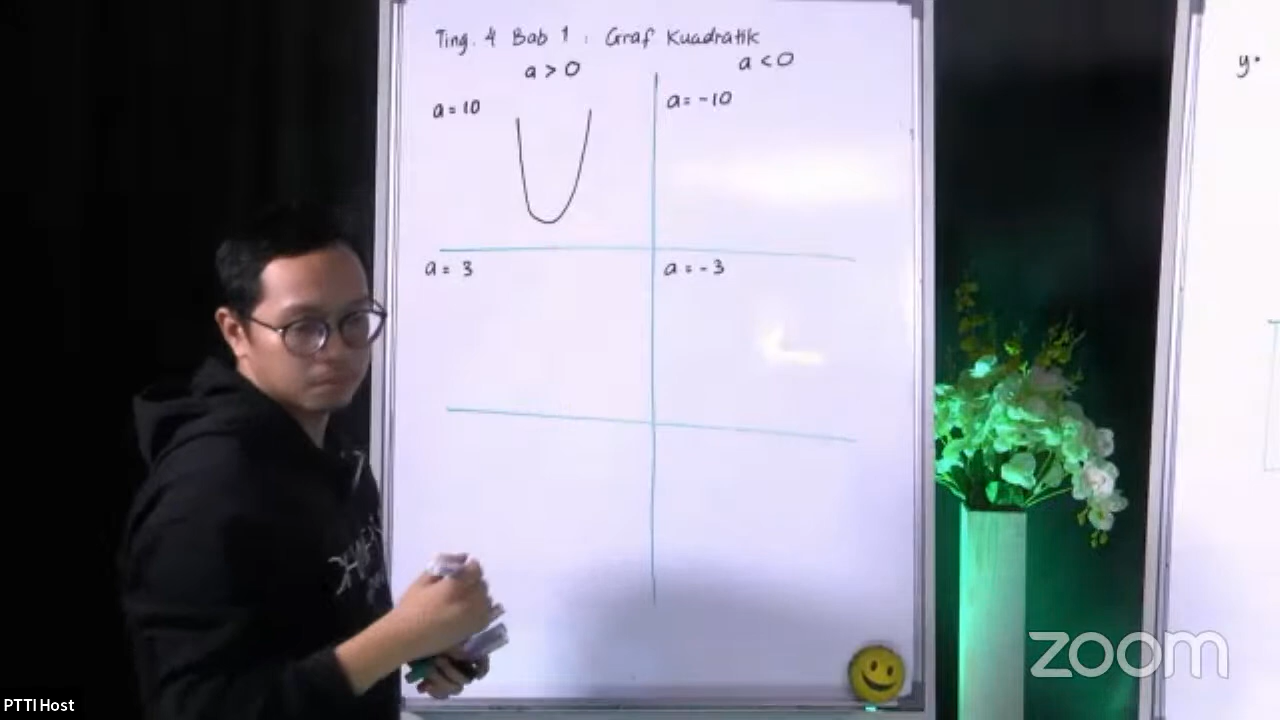 Ting. 4 Bab 1 : Graf Kuadratik
a > 0
a < 0
a = 10
a = -10
a = 3
a = -3
y
zoom
PTTI Host